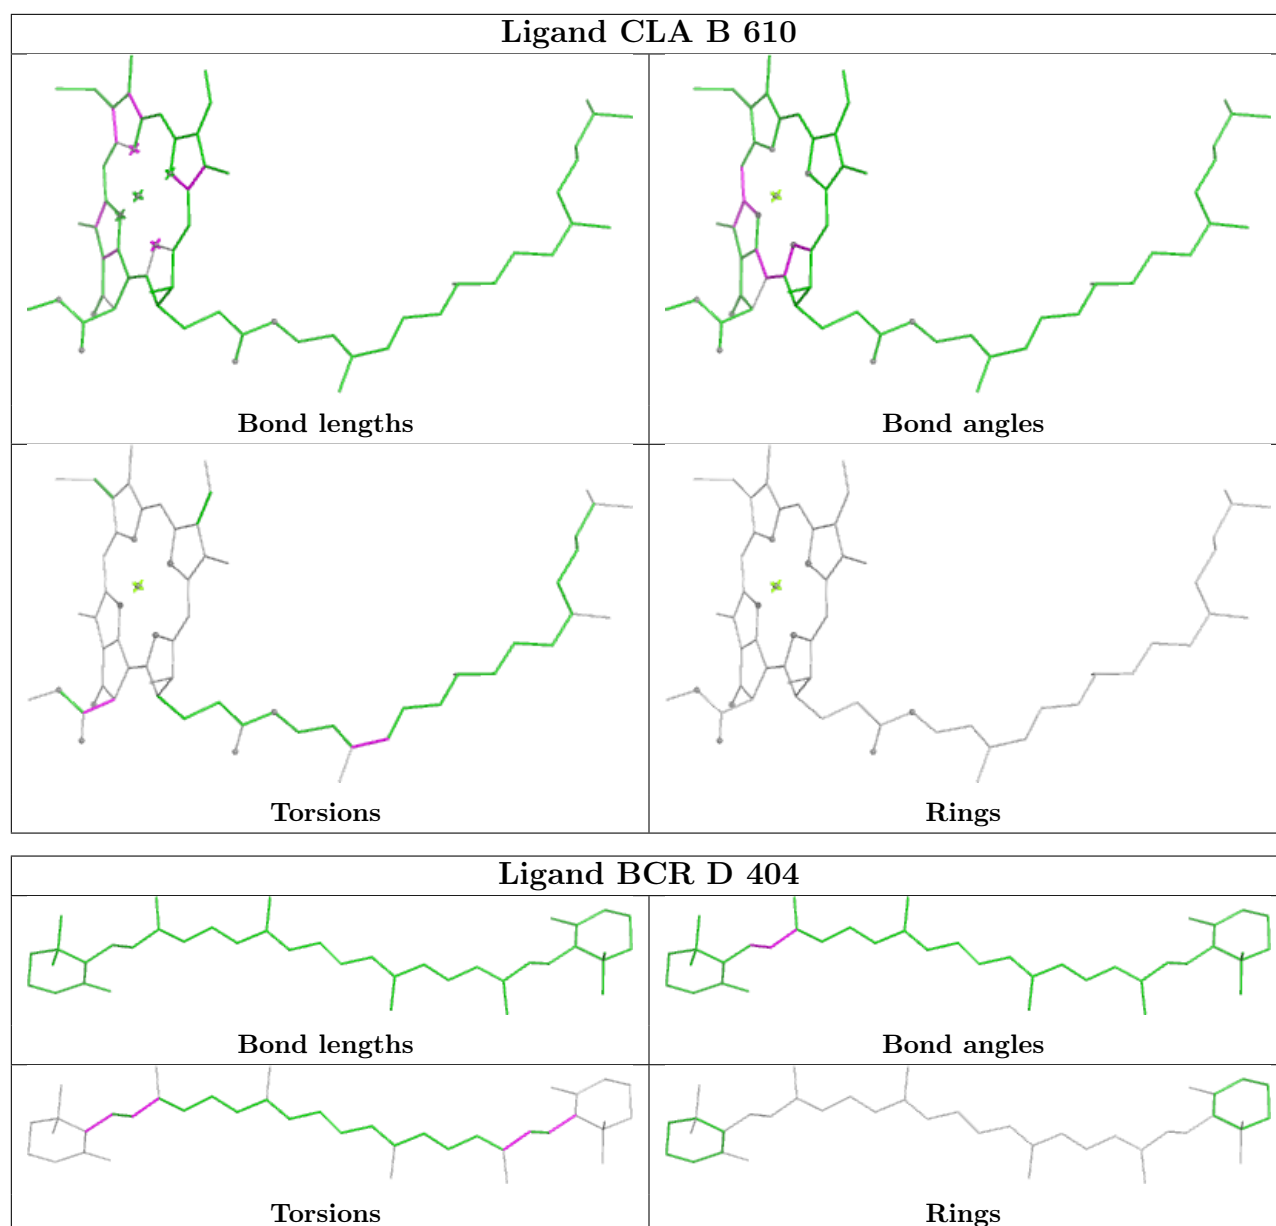 Ligand CLA B 610
Bond lengths
Bond angles
Torsions
Rings
Ligand BCR D 404
Bond lengths
Bond angles
Torsions
Rings